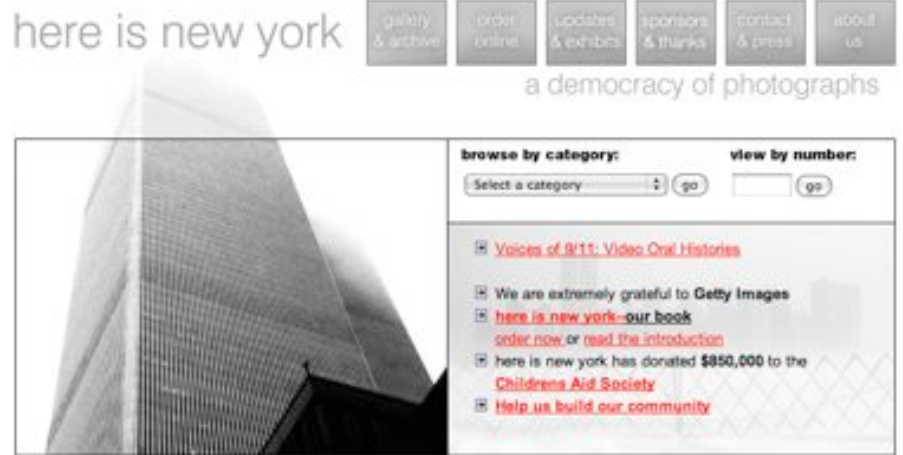 here is new york
gallery
& archive
order
online
updates
& exhibits
sponsors
& thanks
contact
& press
about
us
a democracy of photographs
browse by category:
view by number:
Select a category
go
go
Voices of 9/11: Video Oral Histories
We are extremely grateful to Getty Images
here is new york--our book
order now or read the introduction
here is new york has donated $850,000 to the
Childrens Aid Society
Help us build our community